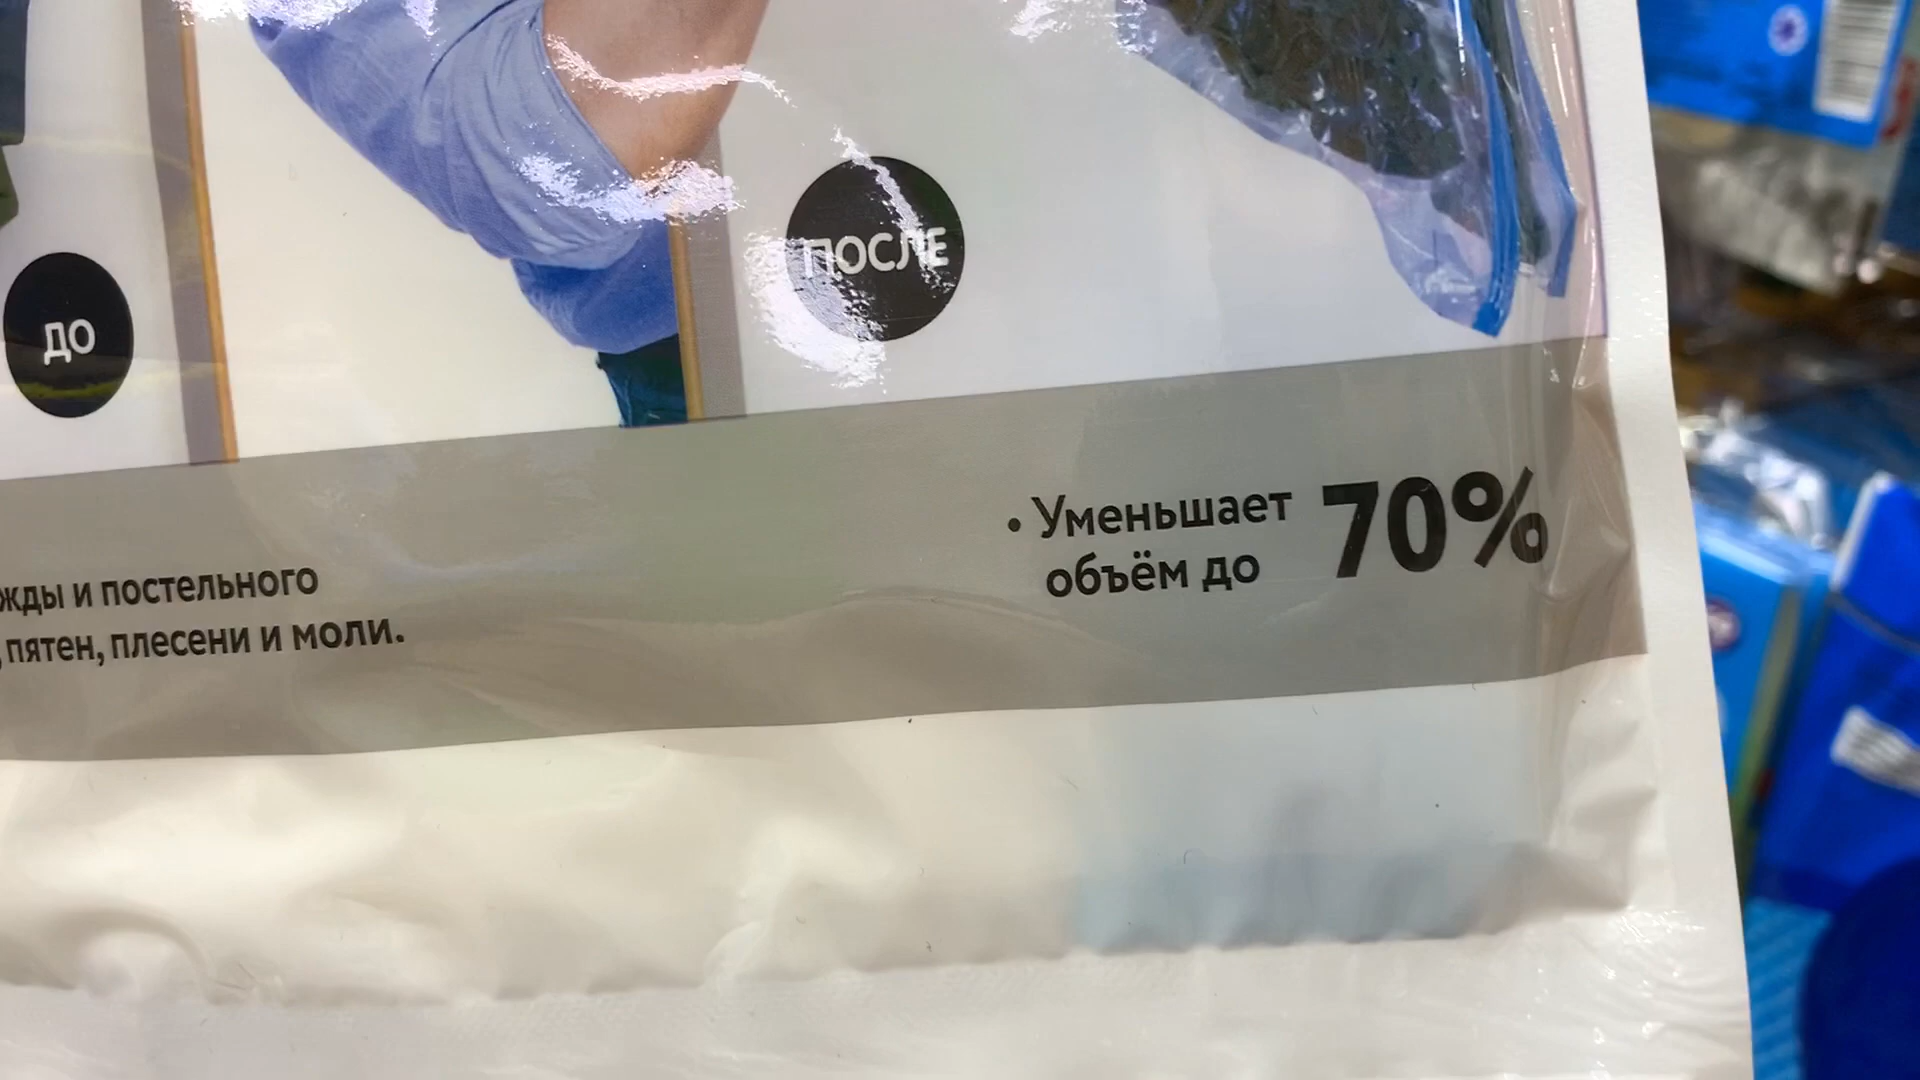 ПОСЛЕ
ДО
• Уменьшает
объём до
70%
жды и постельного
, пятен, плесени и моли.